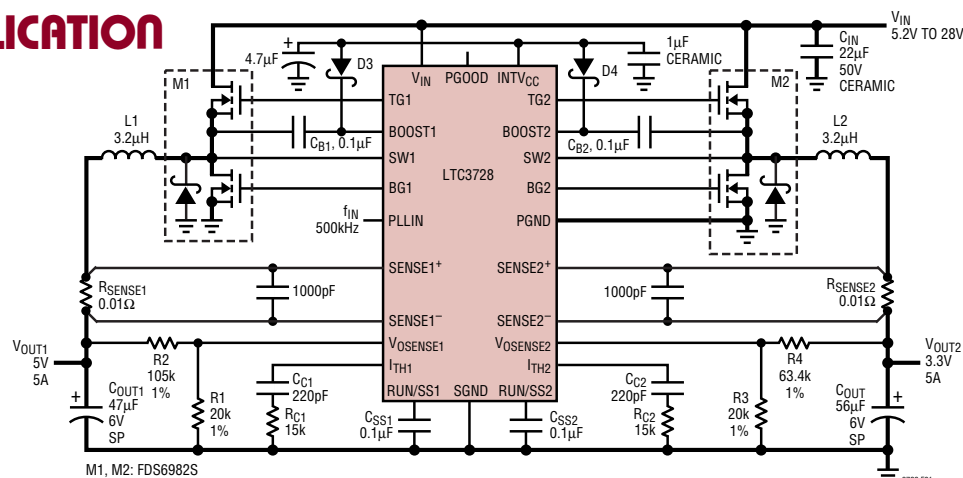 LICATION
VIN
5.2V TO 28V
CIN
22µF
50V
CERAMIC
4.7µF
+
D3
1µF
CERAMIC
D4
M1
M2
VIN
PGOOD
INTVCC
TG1
TG2
BOOST1
BOOST2
CB1, 0.1µF
CB2, 0.1µF
L1
3.2µH
L2
3.2µH
SW1
SW2
LTC3728
BG1
BG2
fIN
500kHz
PLLIN
PGND
SENSE1+
SENSE2+
RSENSE1
0.01Ω
1000pF
1000pF
RSENSE2
0.01Ω
SENSE1–
SENSE2–
VOSENSE1
VOSENSE2
VOUT1
5V
5A
R2
105k
1%
R4
63.4k
1%
VOUT2
3.3V
5A
ITH1
ITH2
CC1
220pF
CC2
220pF
+
COUT1
47µF
6V
SP
R1
20k
1%
RC1
15k
RUN/SS1
SGND
RUN/SS2
CSS1
0.1µF
CSS2
0.1µF
RC2
15k
R3
20k
1%
COUT
56µF
6V
SP
+
M1, M2: FDS6982S